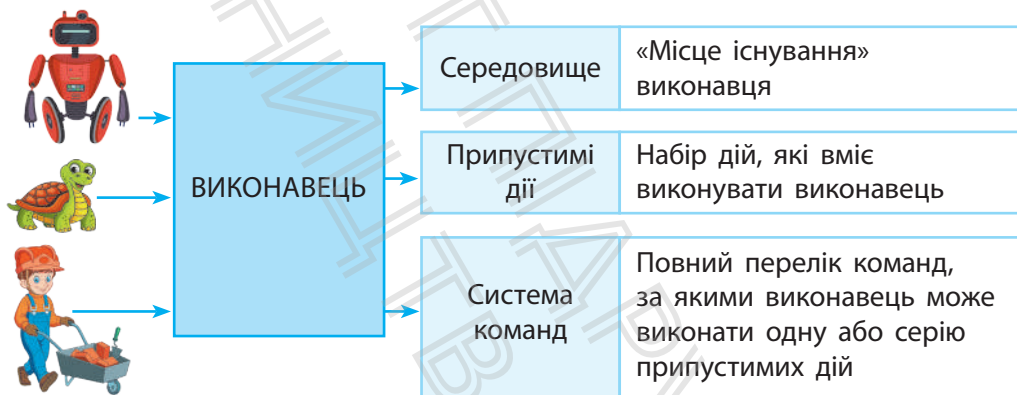 ВИКОНАВЕЦЬ
Середовище
«Місце існування»
виконавця
Припустимі
дії
Набір дій, які вміє
виконувати виконавець
Система
команд
Повний перелік команд,
за якими виконавець може
виконати одну або серію
припустимих дій